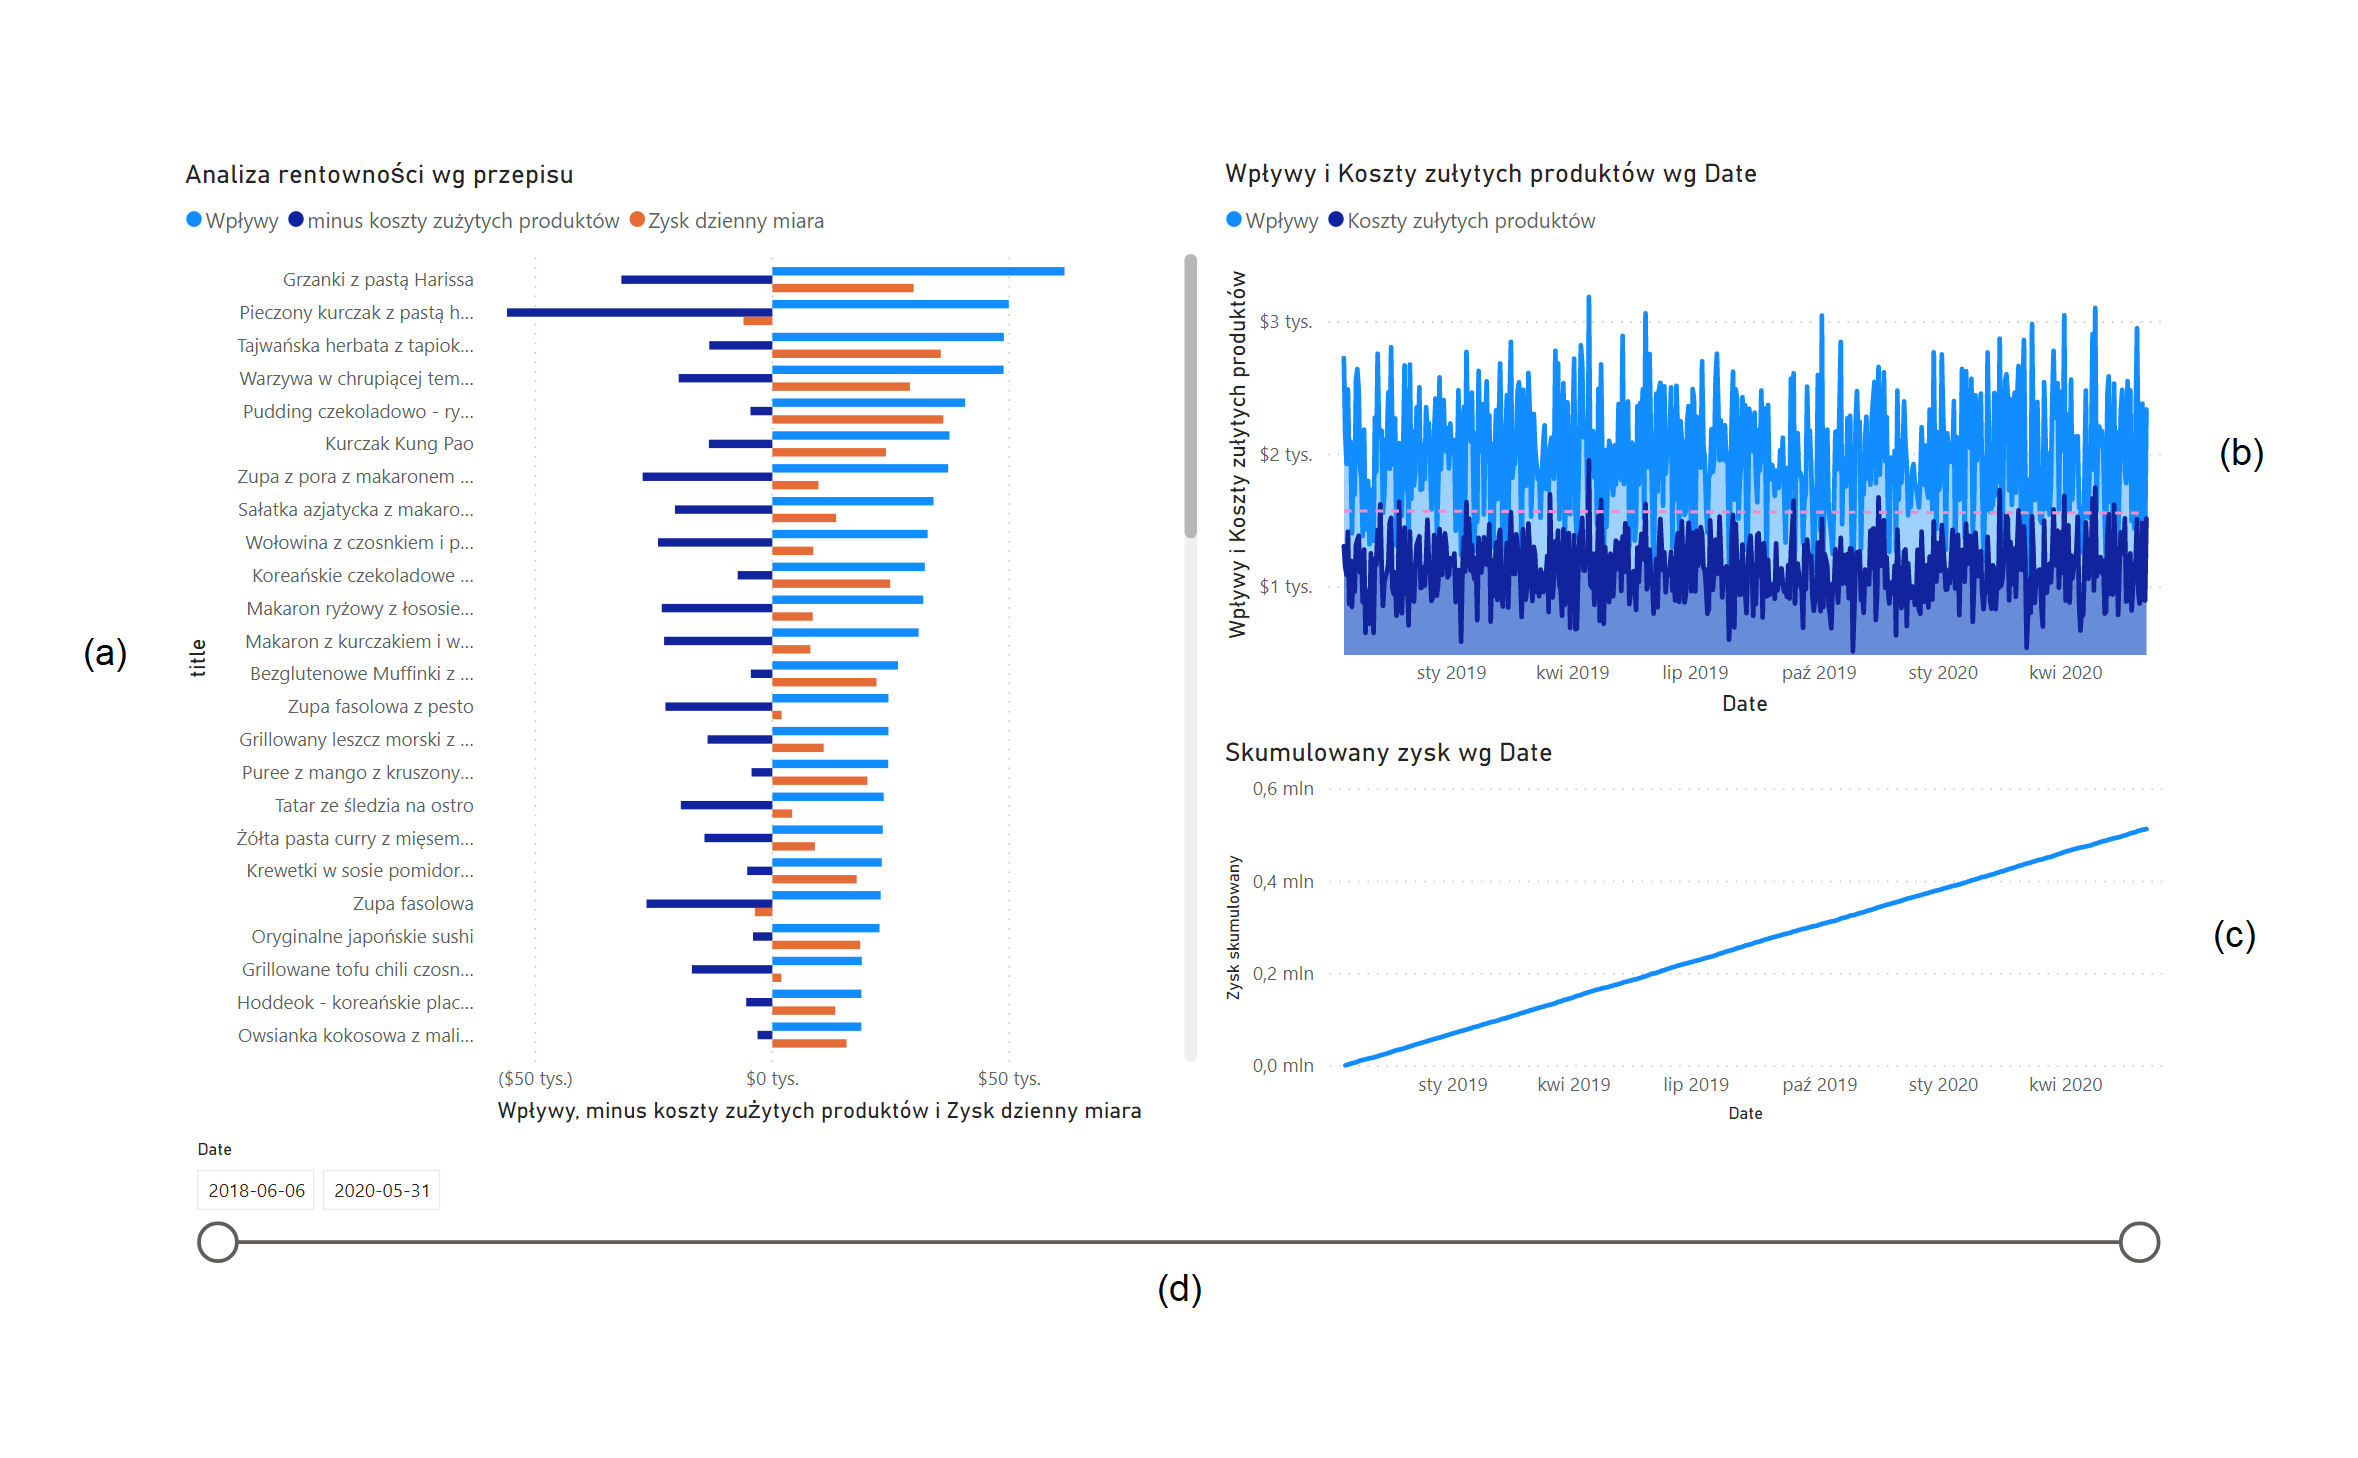 Analiza rentowności wg przepisu
Wpływy minus koszty zużytych produktów Zysk dzienny miara
title
Grzanki z pastą Harissa
Pieczony kurczak z pastą h...
Tajwańska herbata z tapiok...
Warzywa w chrupiącej tem...
Pudding czekoladowo - ry...
Kurczak Kung Pao
Zupa z pora z makaronem ...
Sałatka azjatycka z makaro...
Wołowina z czosnkiem i p...
Koreańskie czekoladowe ...
Makaron ryżowy z łososie...
Makaron z kurczakiem i w...
Bezglutenowe Muffinki z ...
Zupa fasolowa z pesto
Grillowany leszcz morski z ...
Puree z mango z kruszony...
Tatar ze śledzia na ostro
Żółta pasta curry z mięsem...
Krewetki w sosie pomidor...
Zupa fasolowa
Oryginalne japońskie sushi
Grillowane tofu chili czosn...
Hoddeok - koreańskie plac...
Owsianka kokosowa z mali...
($50 tys.) $0 tys. $50 tys.
Wpływy, minus koszty zużytych produktów i Zysk dzienny miara
(a)
Wpływy i Koszty zułytych produktów wg Date
Wpływy Koszty zułytych produktów
Wpływy i Koszty zułytych produktów
$3 tys.
$2 tys.
$1 tys.
sty 2019 kwi 2019 lip 2019 paź 2019 sty 2020 kwi 2020
Date
(b)
Skumulowany zysk wg Date
Zysk skumulowany
0,6 mln
0,4 mln
0,2 mln
0,0 mln
sty 2019 kwi 2019 lip 2019 paź 2019 sty 2020 kwi 2020
Date
(c)
Date
2018-06-06 2020-05-31
(d)